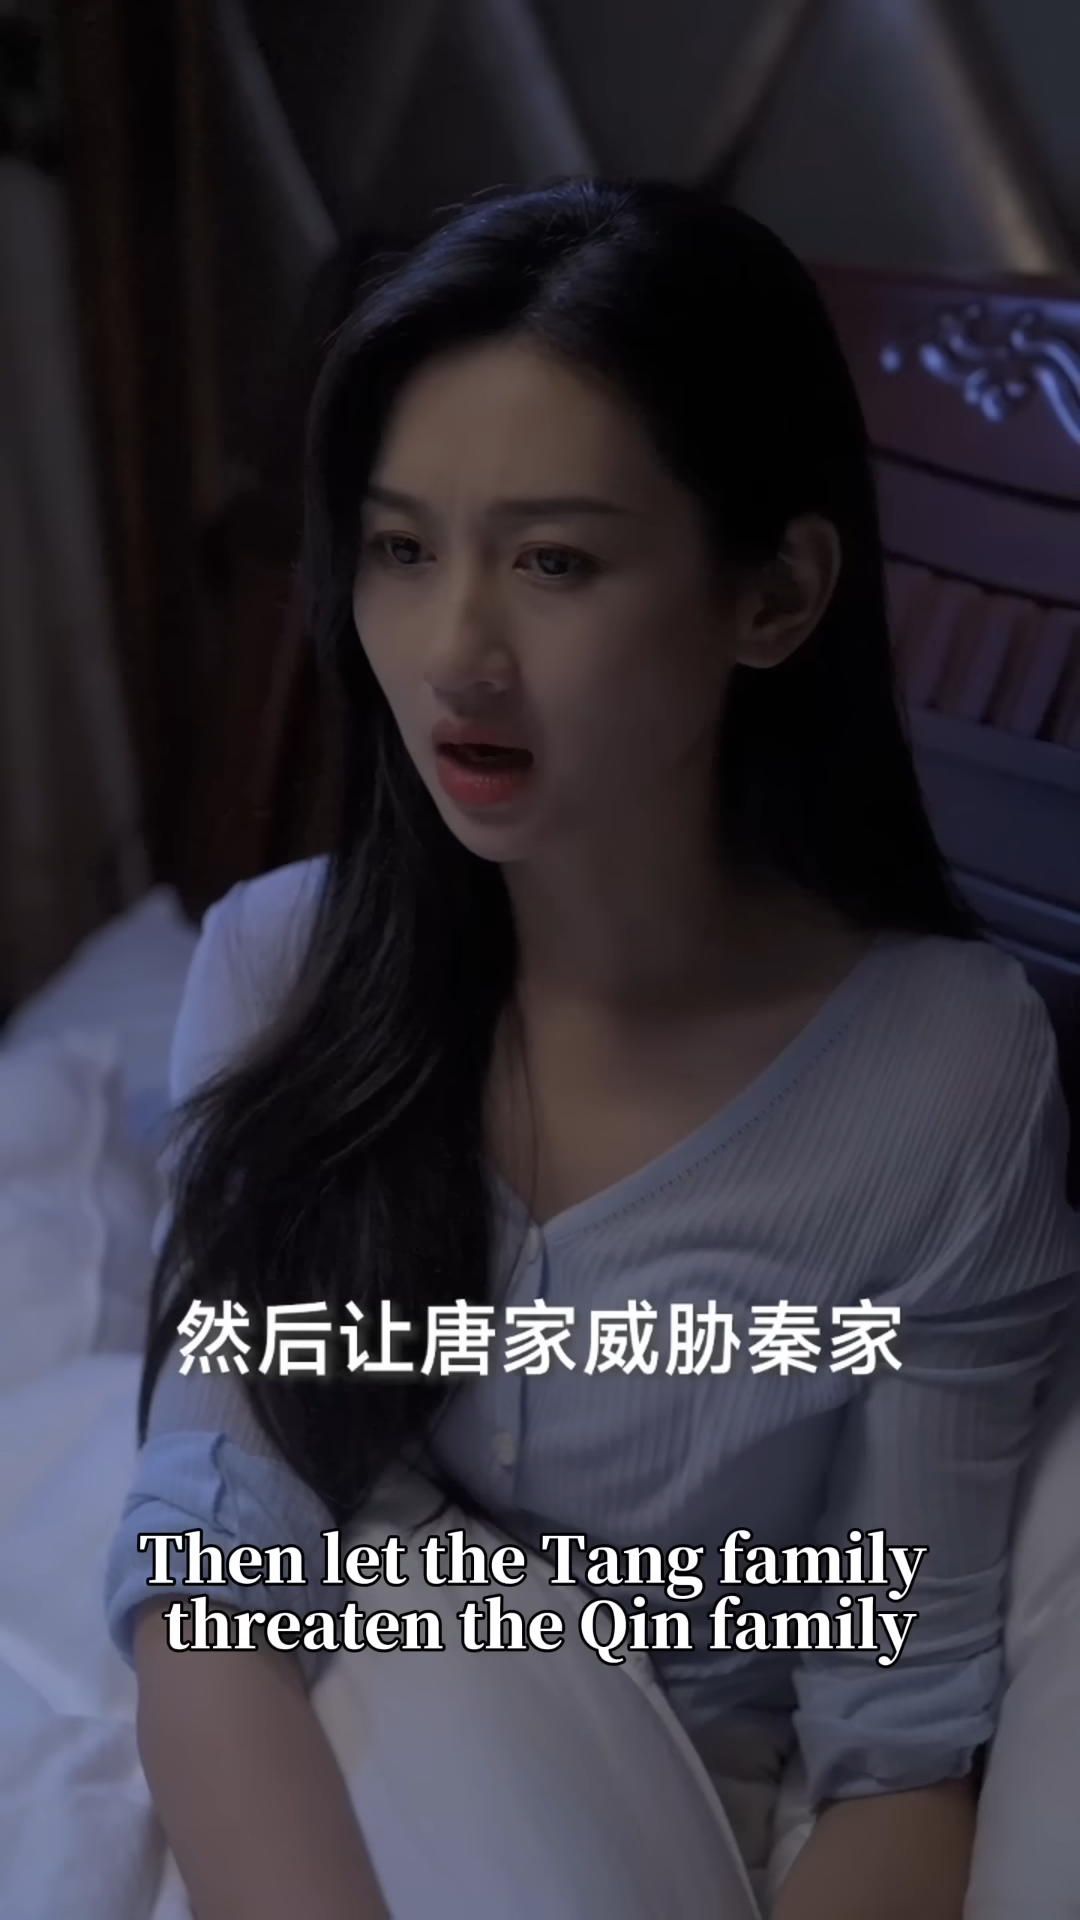 然后让唐家威胁秦家
Then let the Tang family
threaten the Qin family